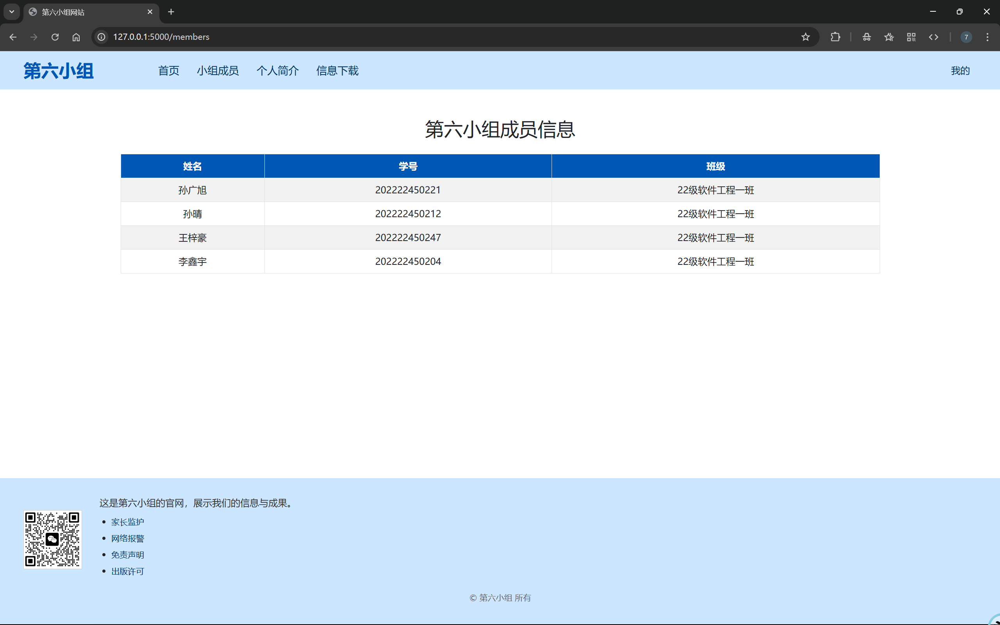 第六小组网站
127.0.0.1:5000/members
7
第六小组 首页 小组成员 个人简介 信息下载 我的
第六小组成员信息
姓名 学号 班级
孙广旭 202222450221 22级软件工程一班
孙晴 202222450212 22级软件工程一班
王梓豪 202222450247 22级软件工程一班
李鑫宇 202222450204 22级软件工程一班
这是第六小组的官网，展示我们的信息与成果。
家长监护
网络报警
免责声明
出版许可
© 第六小组 所有